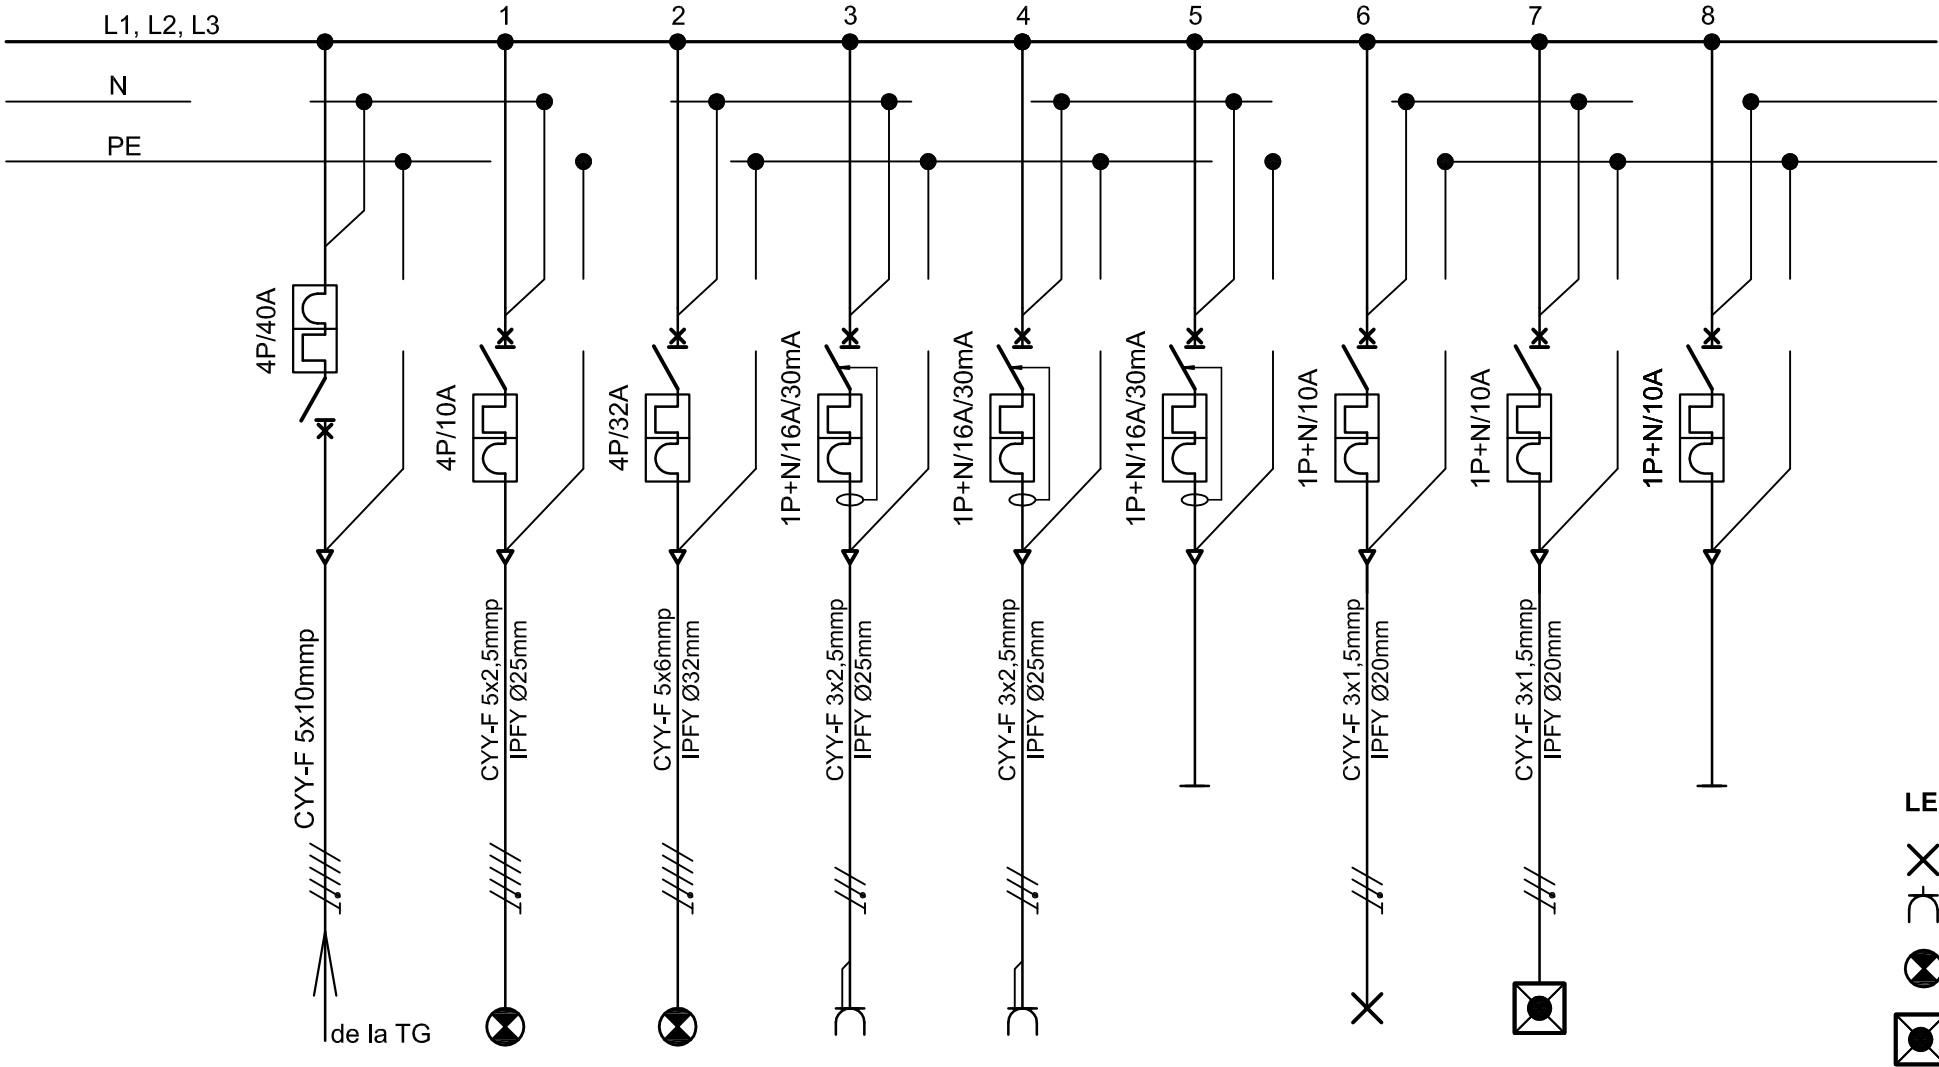 1 2 3 4 5 6 7 8
L1, L2, L3
N
PE
4P/40A
4P/10A
4P/32A
1P+N/16A/30mA
1P+N/16A/30mA
1P+N/16A/30mA
1P+N/10A
1P+N/10A
1P+N/10A
CYY-F 5x10mmp
CYY-F 5x2,5mmp
IPFY Ø25mm
CYY-F 5x6mmp
IPFY Ø32mm
CYY-F 3x2,5mmp
IPFY Ø25mm
CYY-F 3x2,5mmp
IPFY Ø25mm
CYY-F 3x1,5mmp
IPFY Ø20mm
CYY-F 3x1,5mmp
IPFY Ø20mm
LE
de la TG